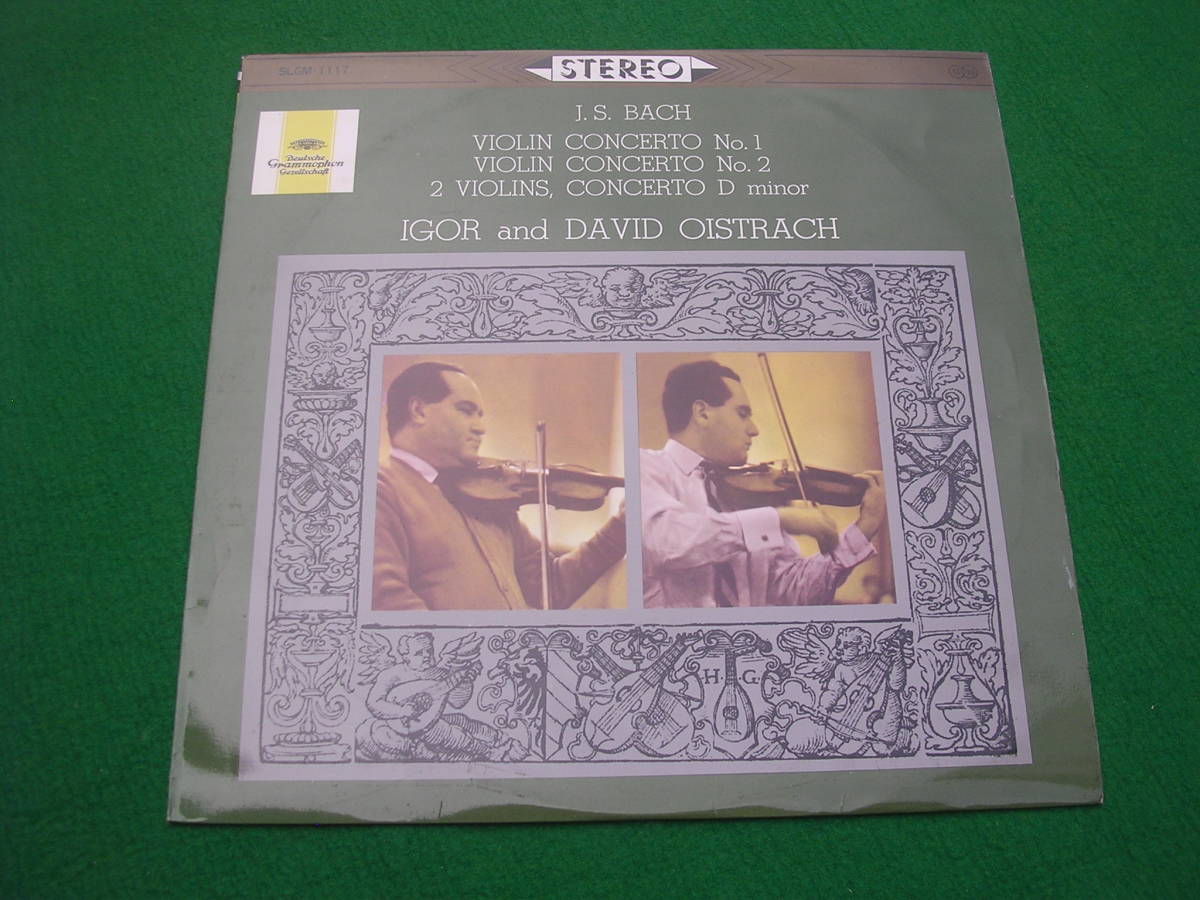 SLGM-1117
STEREO
J. S. BACH
VIOLIN CONCERTO No. 1
VIOLIN CONCERTO No. 2
2 VIOLINS, CONCERTO D minor
IGOR and DAVID OISTRACH
Deutsche
Grammophon
Gesellschaft
H. G.